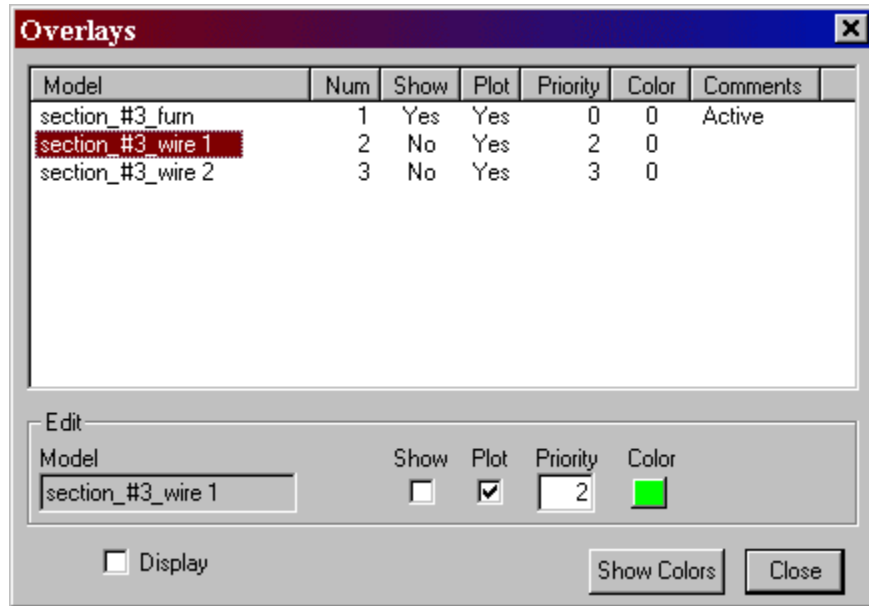 Overlays
Model Num Show Plot Priority Color Comments
section_#3_furn 1 Yes Yes 0 0 Active
section_#3_wire 1 2 No Yes 2 0
section_#3_wire 2 3 No Yes 3 0
Edit
Model Show Plot Priority Color
section_#3_wire 1 2
Display Show Colors Close